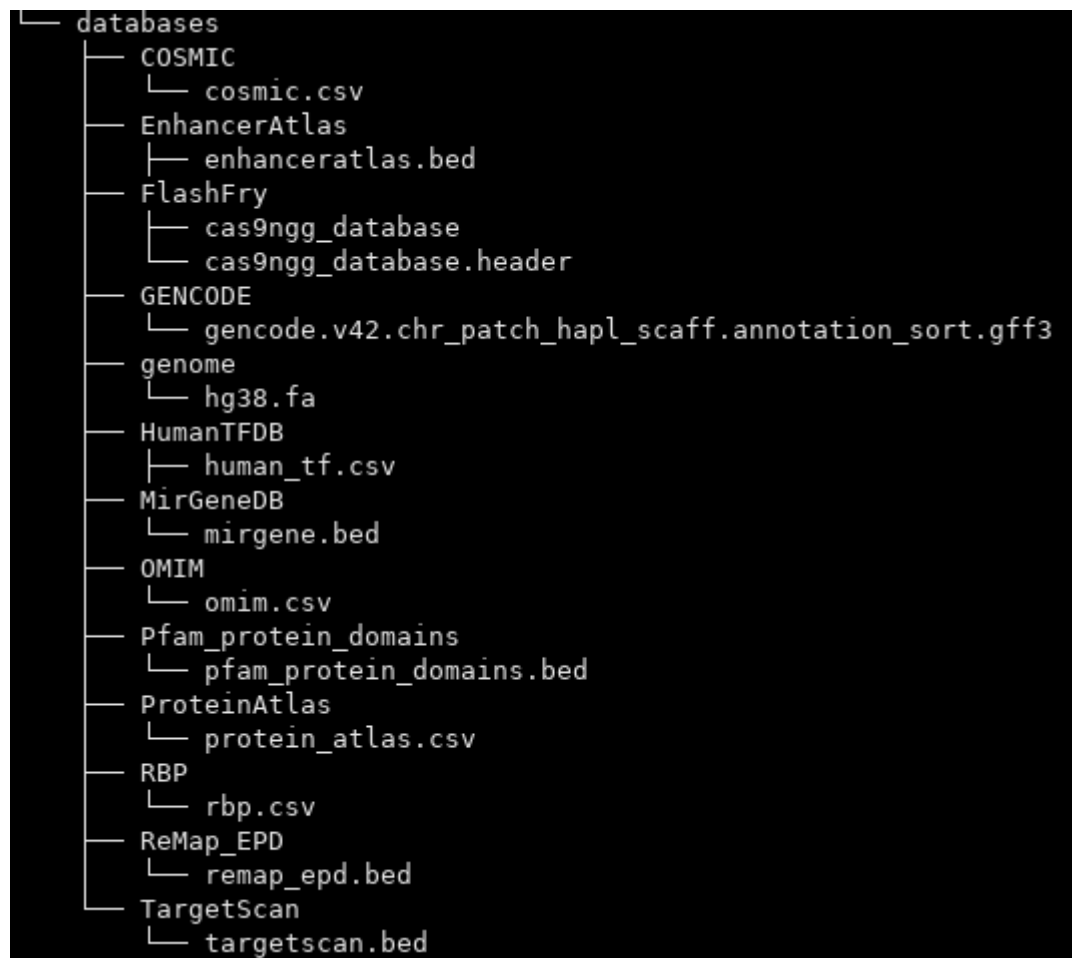 └── databases
    ├── COSMIC
    │   └── cosmic.csv
    ├── EnhancerAtlas
    │   ├── enhanceratlas.bed
    ├── FlashFry
    │   ├── cas9ngg_database
    │   └── cas9ngg_database.header
    ├── GENCODE
    │   └── gencode.v42.chr_patch_hapl_scaff.annotation_sort.gff3
    ├── genome
    │   └── hg38.fa
    ├── HumanTFDB
    │   ├── human_tf.csv
    ├── MirGeneDB
    │   └── mirgene.bed
    ├── OMIM
    │   └── omim.csv
    ├── Pfam_protein_domains
    │   └── pfam_protein_domains.bed
    ├── ProteinAtlas
    │   └── protein_atlas.csv
    ├── RBP
    │   └── rbp.csv
    ├── ReMap_EPD
    │   └── remap_epd.bed
    └── TargetScan
        └── targetscan.bed